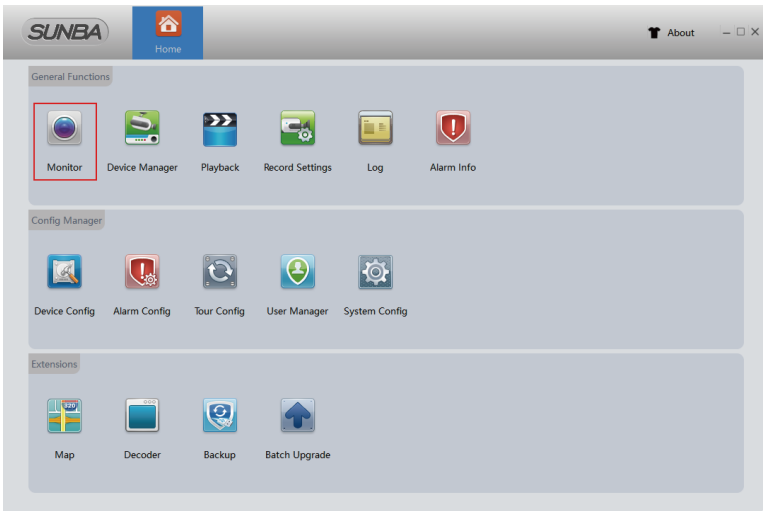 SUNBA
Home
About
General Functions
Monitor Device Manager Playback Record Settings Log Alarm Info
Config Manager
Device Config Alarm Config Tour Config User Manager System Config
Extensions
320
Map Decoder Backup Batch Upgrade